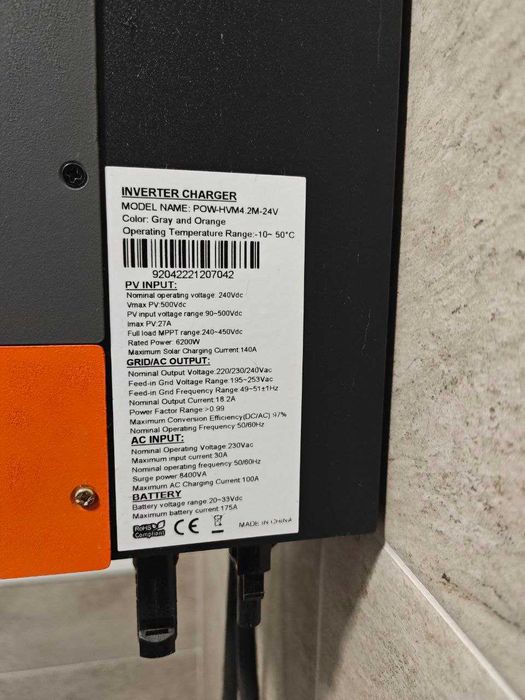 INVERTER CHARGER
MODEL NAME: POW-HVM4.2M-24V
Color: Gray and Orange
Operating Temperature Range:-10~ 50°C
92042221207042
PV INPUT:
Nominal operating voltage :240Vdc
Vmax PV:500Vdc
PV input voltage range:90~500Vdc
Imax PV:27A
Full load MPPT range:240~450Vdc
Rated Power: 6200W
Maximum Solar Charging Current:140A
GRID/AC OUTPUT:
Nominal Output Voltage:220/230/240Vac
Feed-in Grid Voltage Range:195~253Vac
Feed-in Grid Frequency Range:49~51±1Hz
Nominal Output Current:18.2A
Power Factor Range:>0.99
Maximum Conversion Efficiency(DC/AC) 97%
Nominal Operating Frequency:50/60Hz
AC INPUT:
Nominal Operating Voltage:230Vac
Maximum input current:30A
Nominal operating frequency:50/60Hz
Surge power:8400VA
Maximum AC Charging Current:100A
BATTERY
Battery voltage range:20~33Vdc
Maximum battery current:175A
RoHS Compliant CE MADE IN CHINA